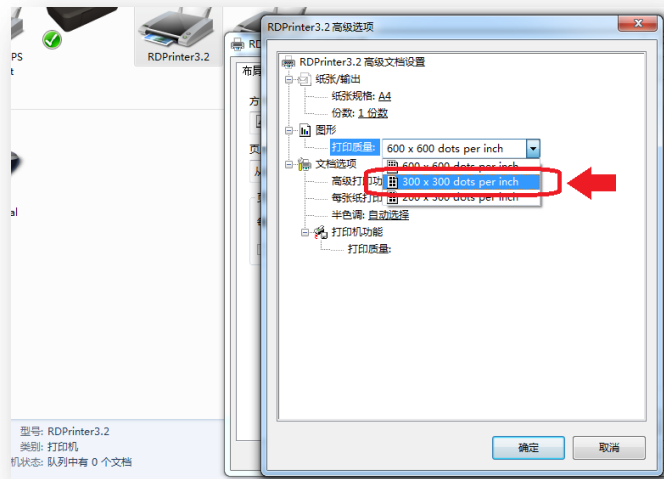 RDPrinter3.2 高级选项
PS
RDPrinter3.2
t
RD
布局
方
页
从
al
RDPrinter3.2 高级文档设置
纸张/输出
纸张规格: A4
份数: 1 份数
图形
打印质量: 600 x 600 dots per inch
文档选项 600 x 600 dots per inch
高级打印功 300 x 300 dots per inch
每张纸打印 200 x 300 dots per inch
半色调: 自动选择
打印机功能
打印质量:
型号: RDPrinter3.2
类别: 打印机
机状态: 队列中有 0 个文档
确定
取消